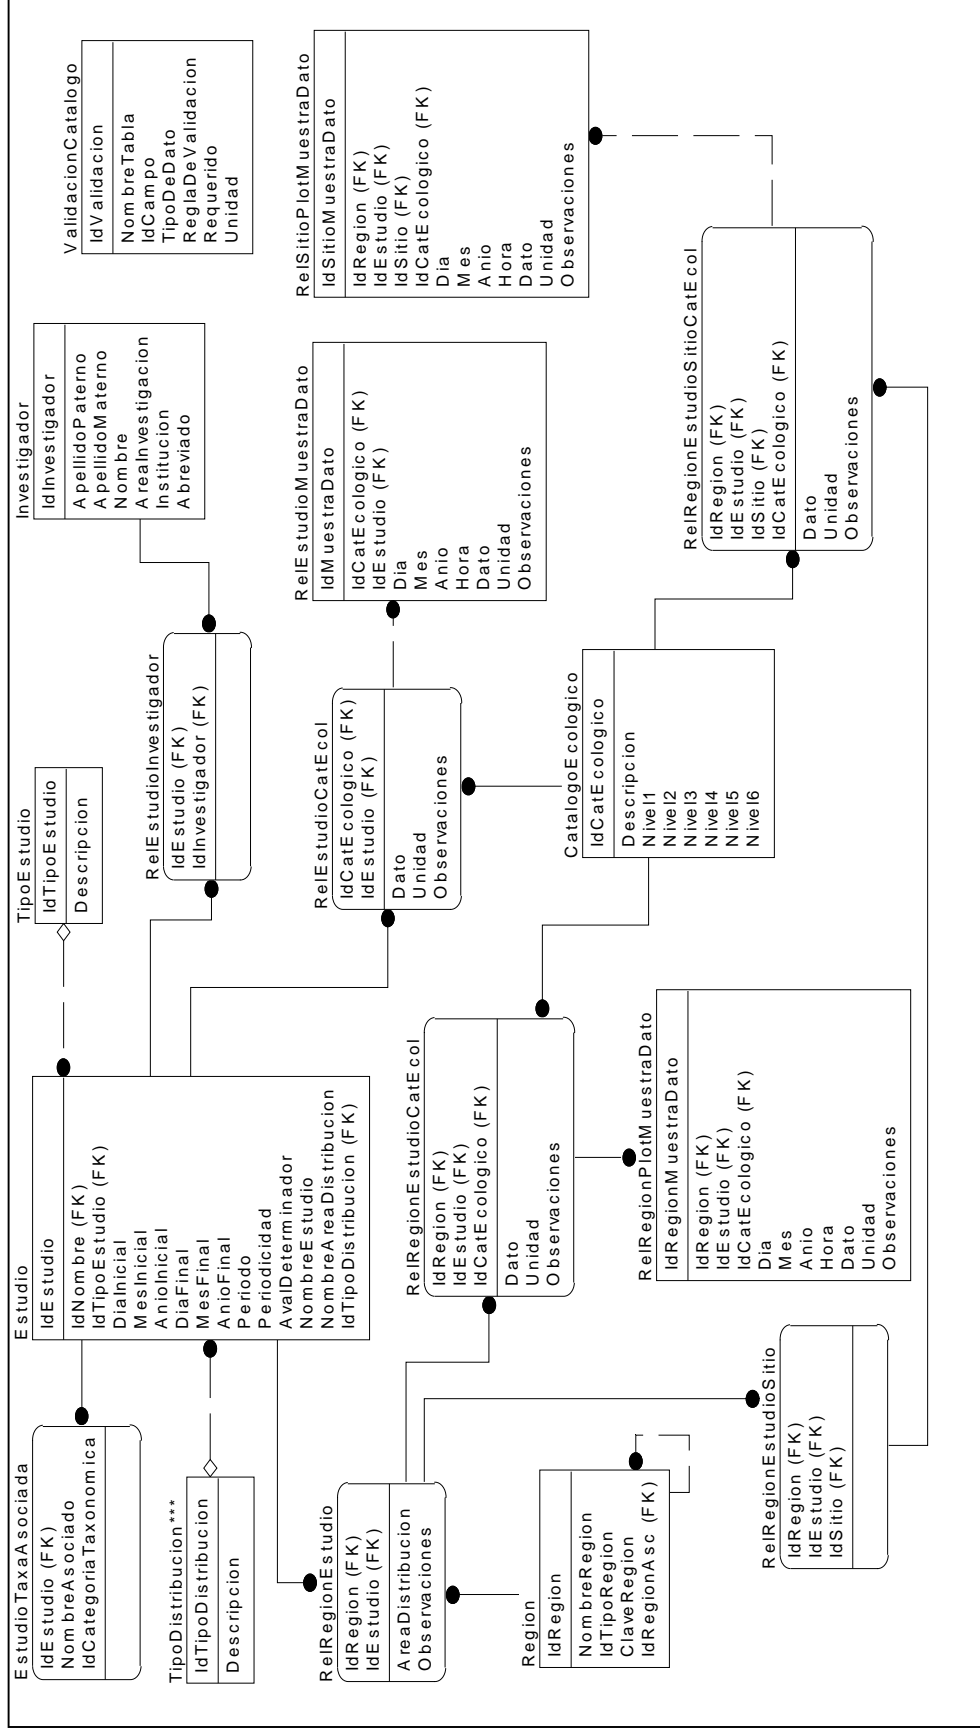 EstudioTaxaAsociada
IdEstudio (FK)
NombreAsociado
IdCategoriaTaxonomica
Estudio
IdEstudio
IdNombre (FK)
IdTipoEstudio (FK)
DiaInicial
MesInicial
AnioInicial
DiaFinal
MesFinal
AnioFinal
Periodo
Periodicidad
AvalDeterminador
NombreEstudio
NombreAreaDistribucion
IdTipoDistribucion (FK)
TipoEstudio
IdTipoEstudio
Descripcion
Investigador
IdInvestigador
ApellidoPaterno
ApellidoMaterno
Nombre
AreaInvestigacion
Institucion
Abreviado
ValidacionCatalogo
IdValidacion
NombreTabla
IdCampo
TipoDeDato
ReglaDeValidacion
Requerido
Unidad
TipoDistribucion***
IdTipoDistribucion
Descripcion
RelEstudioInvestigador
IdEstudio (FK)
IdInvestigador (FK)
RelRegionEstudio
IdRegion (FK)
IdEstudio (FK)
AreaDistribucion
Observaciones
RelEstudioCatEcol
IdCatEcologico (FK)
IdEstudio (FK)
Dato
Unidad
Observaciones
RelEstudioMuestraDato
IdMuestraDato
IdCatEcologico (FK)
IdEstudio (FK)
Dia
Mes
Anio
Hora
Dato
Unidad
Observaciones
RelSitioPlotMuestraDato
IdSitioMuestraDato
IdRegion (FK)
IdEstudio (FK)
IdSitio (FK)
IdCatEcologico (FK)
Dia
Mes
Anio
Hora
Dato
Unidad
Observaciones
RelRegionEstudioCatEcol
IdRegion (FK)
IdEstudio (FK)
IdCatEcologico (FK)
Dato
Unidad
Observaciones
Region
IdRegion
NombreRegion
IdTipoRegion
ClaveRegion
IdRegionAsc (FK)
CatalogoEcologico
IdCatEcologico
Descripcion
Nivel1
Nivel2
Nivel3
Nivel4
Nivel5
Nivel6
RelRegionPlotMuestraDato
IdRegionMuestraDato
IdRegion (FK)
IdEstudio (FK)
IdCatEcologico (FK)
Dia
Mes
Anio
Hora
Dato
Unidad
Observaciones
RelRegionEstudioSitioCatEcol
IdRegion (FK)
IdEstudio (FK)
IdSitio (FK)
IdCatEcologico (FK)
Dato
Unidad
Observaciones
RelRegionEstudioSitio
IdRegion (FK)
IdEstudio (FK)
IdSitio (FK)